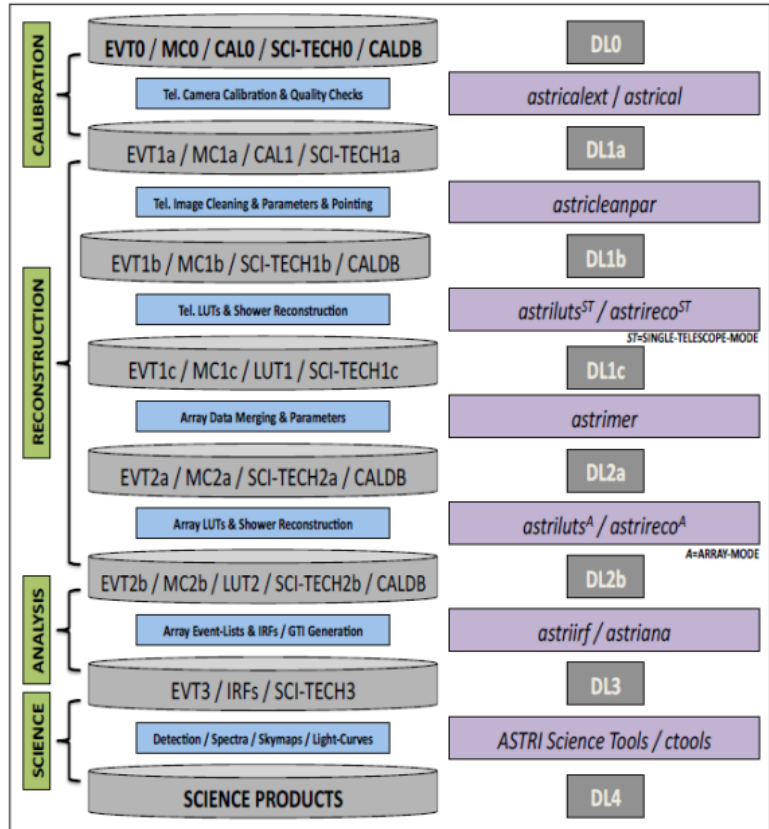 CALIBRATION
EVT0 / MC0 / CAL0 / SCI-TECH0 / CALDB
DL0
Tel. Camera Calibration & Quality Checks
astricalext / astrical
EVT1a / MC1a / CAL1 / SCI-TECH1a
DL1a
RECONSTRUCTION
Tel. Image Cleaning & Parameters & Pointing
astricleanpar
EVT1b / MC1b / SCI-TECH1b / CALDB
DL1b
Tel. LUTs & Shower Reconstruction
astriluts^ST / astrireco^ST
ST=SINGLE-TELESCOPE-MODE
EVT1c / MC1c / LUT1 / SCI-TECH1c
DL1c
Array Data Merging & Parameters
astrimer
EVT2a / MC2a / SCI-TECH2a / CALDB
DL2a
Array LUTs & Shower Reconstruction
astriluts^A / astrireco^A
A=ARRAY-MODE
EVT2b / MC2b / LUT2 / SCI-TECH2b / CALDB
DL2b
ANALYSIS
Array Event-Lists & IRFs / GTI Generation
astriirf / astriana
EVT3 / IRFs / SCI-TECH3
DL3
SCIENCE
Detection / Spectra / Skymaps / Light-Curves
ASTRI Science Tools / ctools
SCIENCE PRODUCTS
DL4